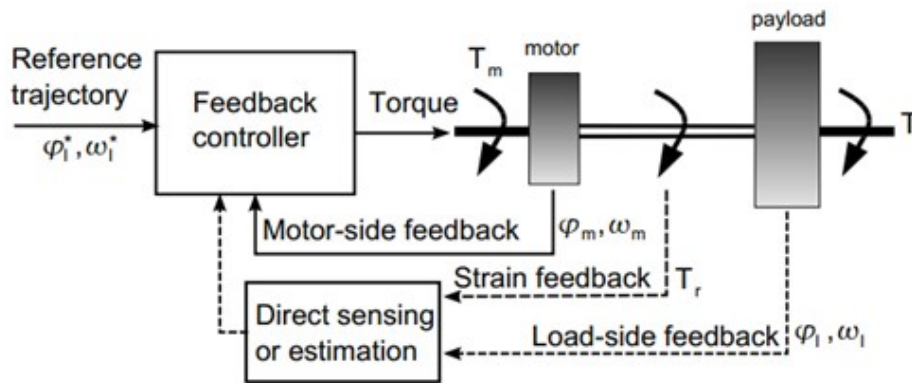 Reference
trajectory
φ_l^*, ω_l^*
Feedback
controller
Torque
T_m
motor
payload
T
Motor-side feedback
φ_m, ω_m
Strain feedback
T_r
Direct sensing
or estimation
Load-side feedback
φ_l, ω_l